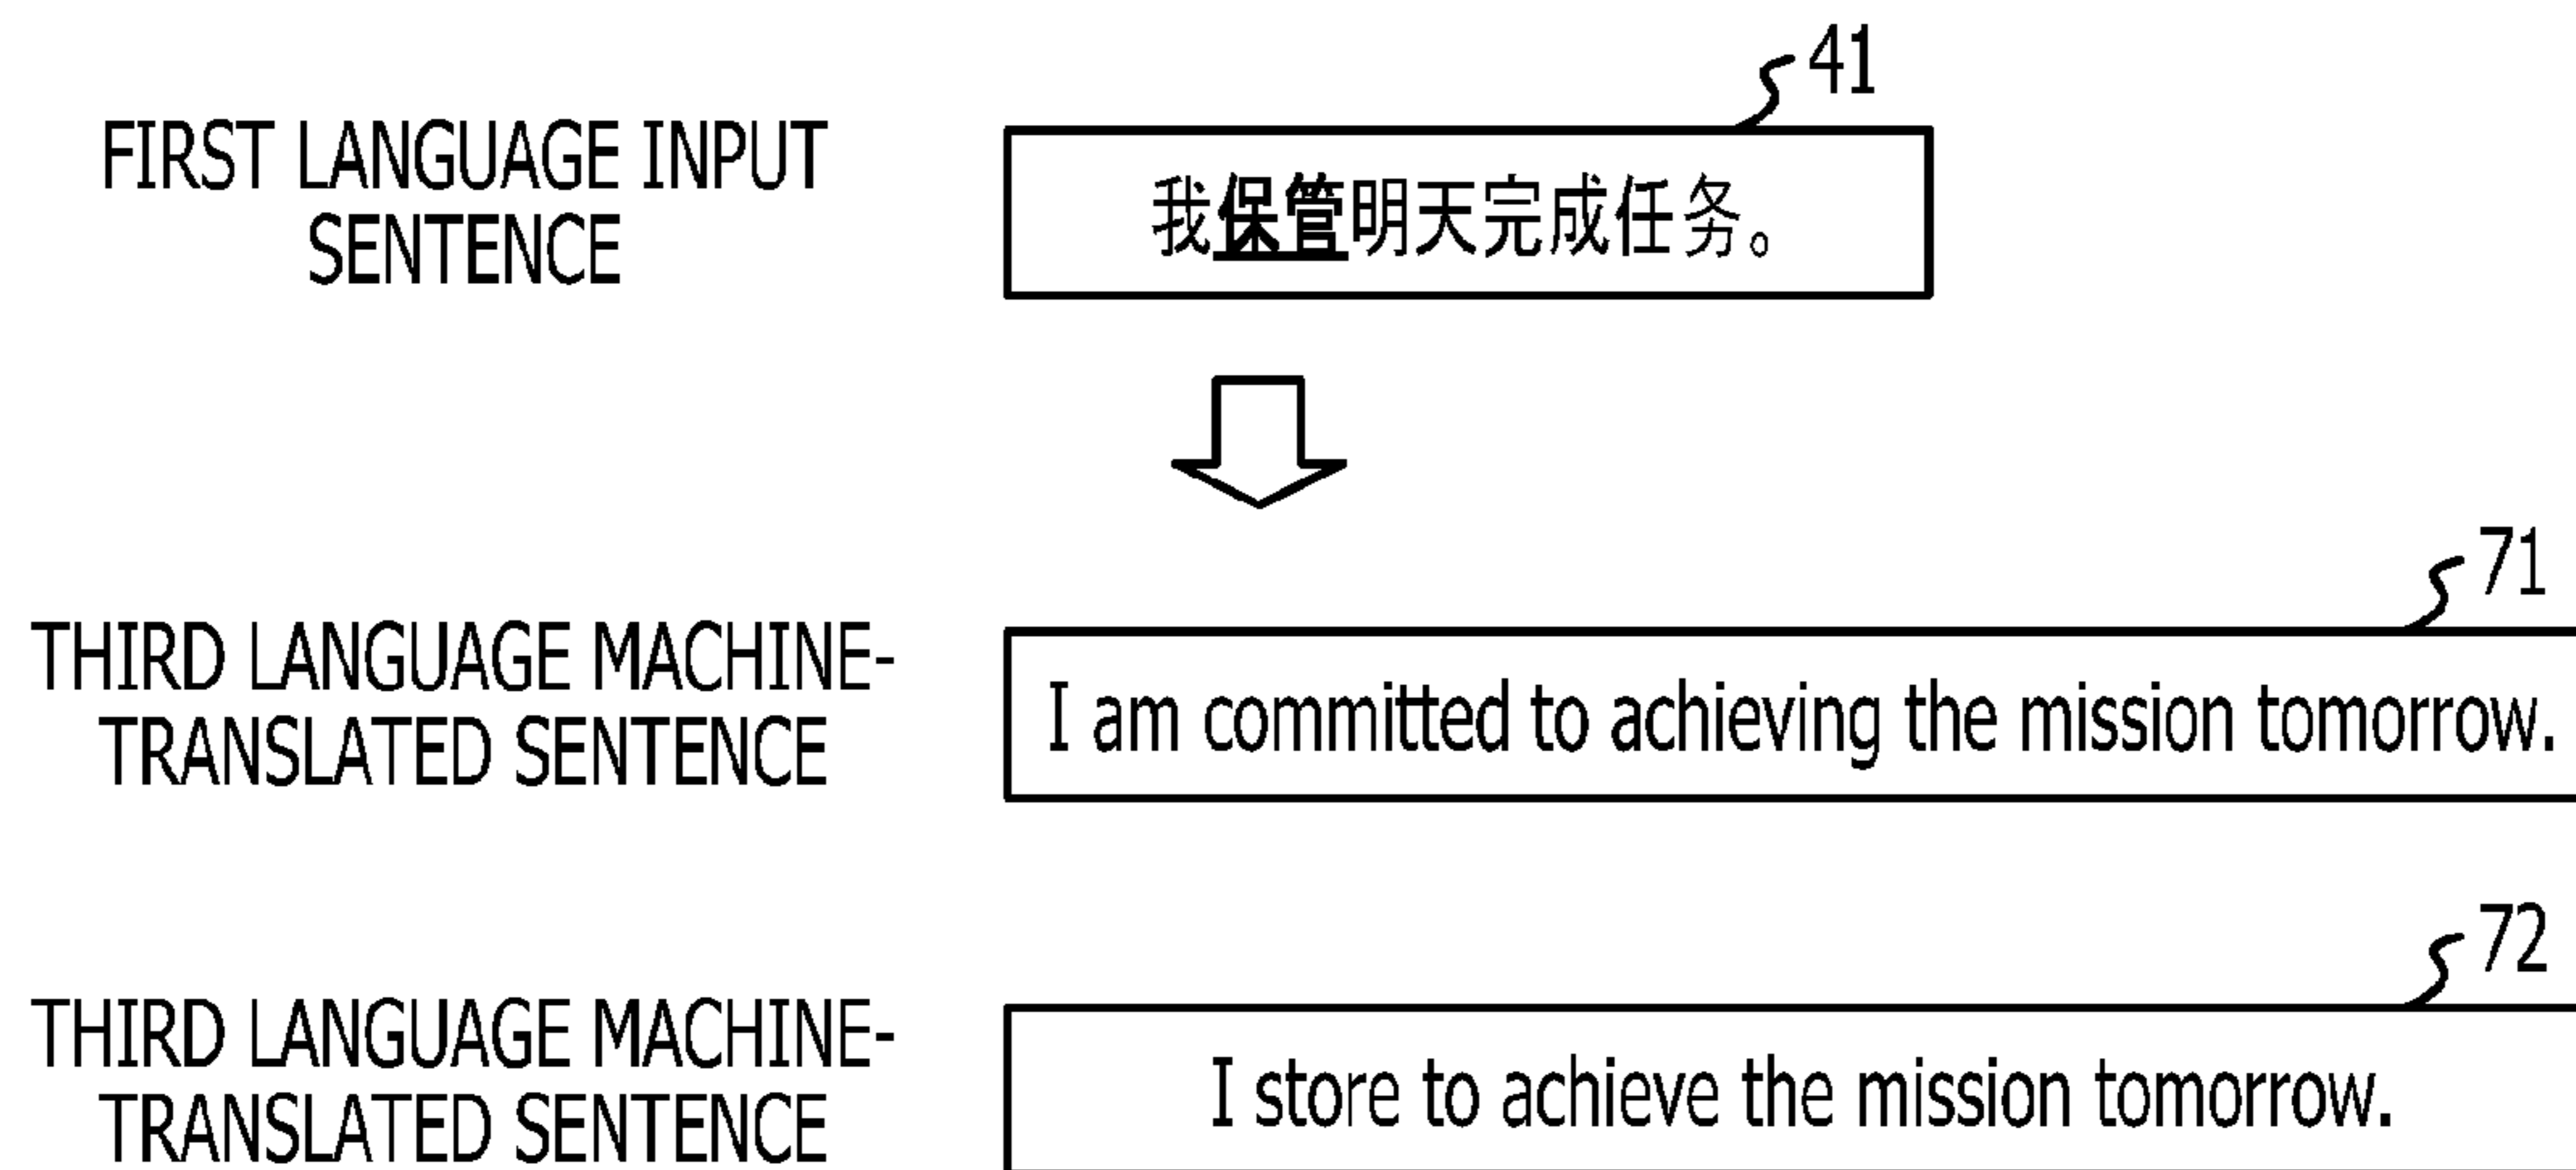 41
FIRST LANGUAGE INPUT
SENTENCE
我保管明天完成任务。
71
THIRD LANGUAGE MACHINE-
TRANSLATED SENTENCE
I am committed to achieving the mission tomorrow.
72
THIRD LANGUAGE MACHINE-
TRANSLATED SENTENCE
I store to achieve the mission tomorrow.